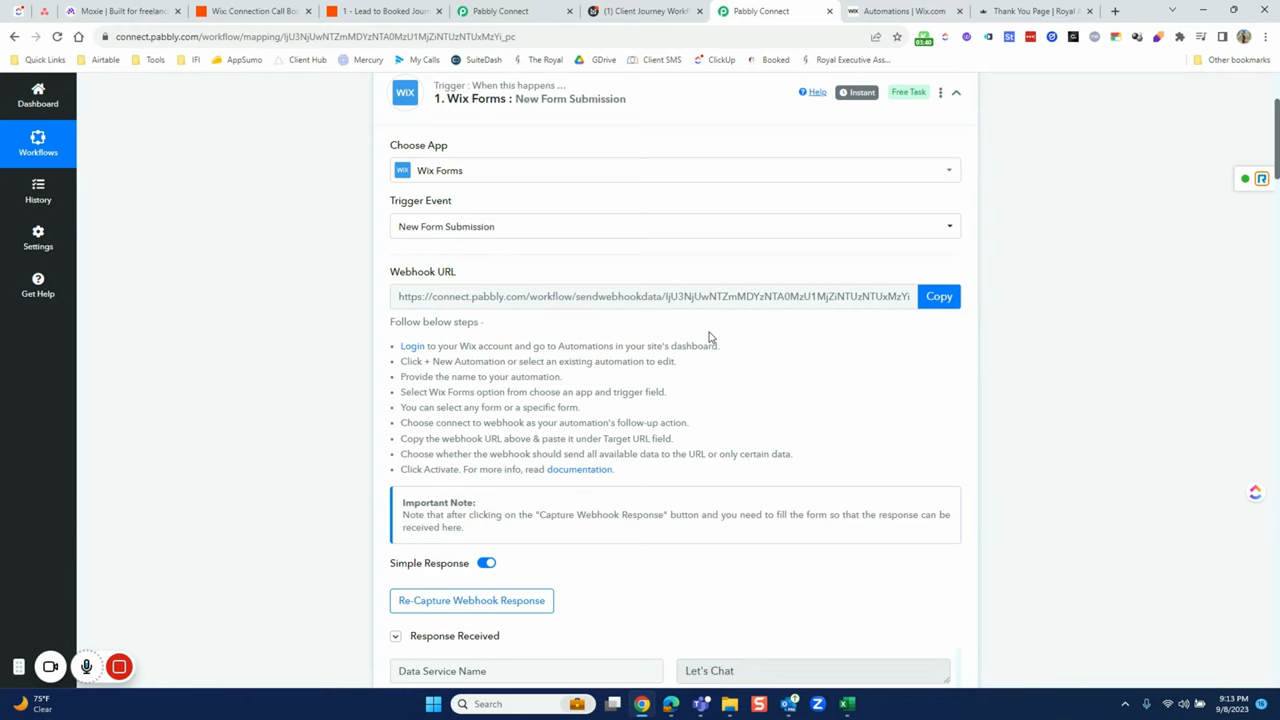 Moxie | Built for freelanc
Wix Connection Call Bo
1 - Lead to Booked Journ
Pabbly Connect
(1) Client Journey Workf
Pabbly Connect
Automations | Wix.com
Thank You Page | Royal A
connect.pabbly.com/workflow/mapping/IjU3NjUwNTZmMDYzNTA0MzU1MjZiNTUzNTUxMzYi_pc
03:40
Quick Links
Airtable
Tools
IFI
AppSumo
Client Hub
Mercury
My Calls
SuiteDash
The Royal
GDrive
Client SMS
ClickUp
Booked
Royal Executive Ass...
Other bookmarks
Dashboard
Workflows
History
Settings
Get Help
WiX
Trigger : When this happens ...
1. Wix Forms : New Form Submission
Help
Instant
Free Task
Choose App
WiX
Wix Forms
Trigger Event
New Form Submission
Webhook URL
https://connect.pabbly.com/workflow/sendwebhookdata/IjU3NjUwNTZmMDYzNTA0MzU1MjZiNTUzNTUxMzYi
Copy
Follow below steps -
• Login to your Wix account and go to Automations in your site's dashboard.
• Click + New Automation or select an existing automation to edit.
• Provide the name to your automation.
• Select Wix Forms option from choose an app and trigger field.
• You can select any form or a specific form.
• Choose connect to webhook as your automation's follow-up action.
• Copy the webhook URL above & paste it under Target URL field.
• Choose whether the webhook should send all available data to the URL or only certain data.
• Click Activate. For more info, read documentation.
Important Note:
Note that after clicking on the "Capture Webhook Response" button and you need to fill the form so that the response can be
received here.
Simple Response
Re-Capture Webhook Response
Response Received
Data Service Name
Let's Chat
75°F
Clear
Search
9:13 PM
9/8/2023